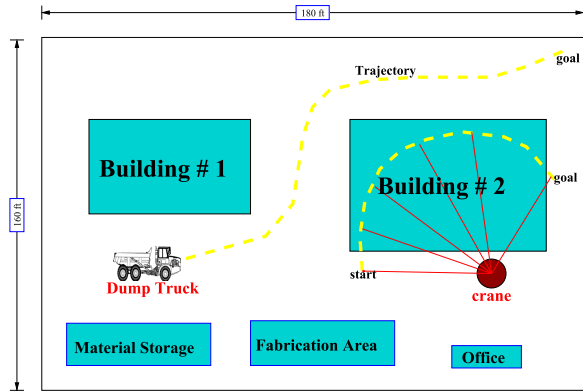 180 ft
goal
Trajectory
Building # 1
goal
Building # 2
160 ft
start
Dump Truck
crane
Material Storage
Fabrication Area
Office